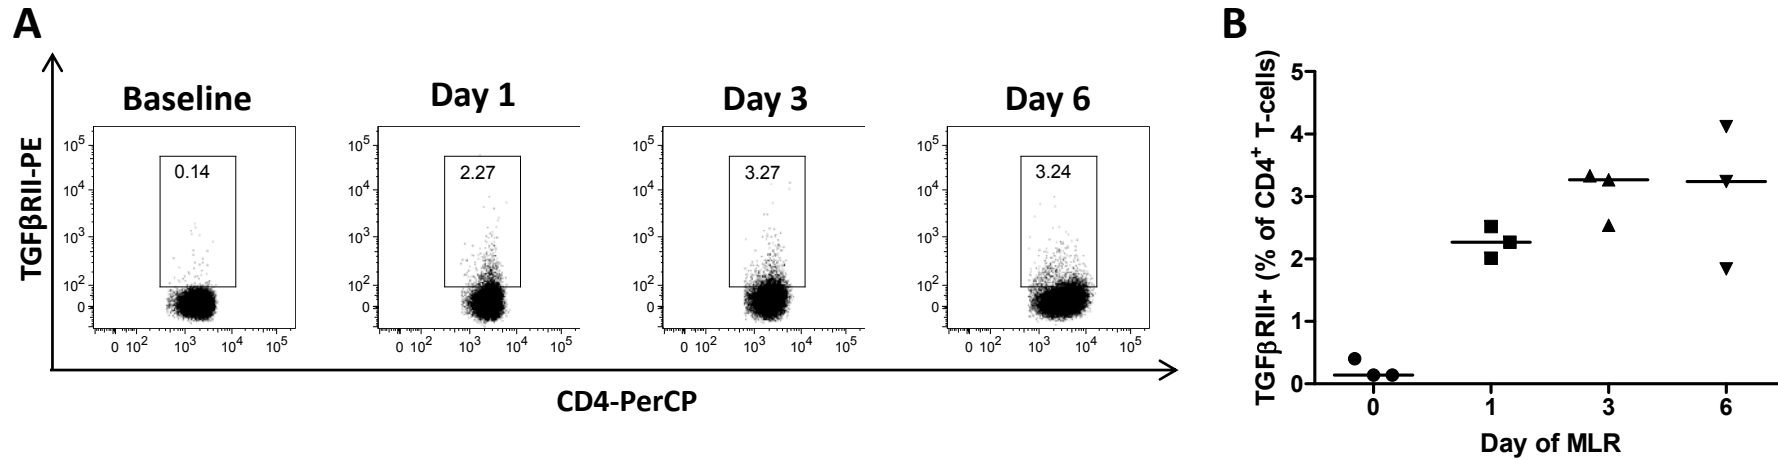 A
TGFβRII-PE
Baseline
Day 1
Day 3
Day 6
10⁵
10⁴
10³
10²
0
0.14
0 10² 10³ 10⁴ 10⁵
10⁵
10⁴
10³
10²
0
2.27
0 10² 10³ 10⁴ 10⁵
10⁵
10⁴
10³
10²
0
3.27
0 10² 10³ 10⁴ 10⁵
10⁵
10⁴
10³
10²
0
3.24
0 10² 10³ 10⁴ 10⁵
CD4-PerCP
B
TGFβRII+ (% of CD4⁺ T-cells)
5
4
3
2
1
0
0 1 3 6
Day of MLR